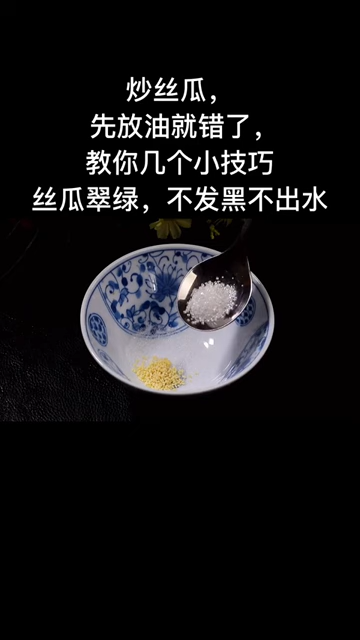 炒丝瓜，
先放油就错了，
教你几个小技巧
丝瓜翠绿，不发黑不出水